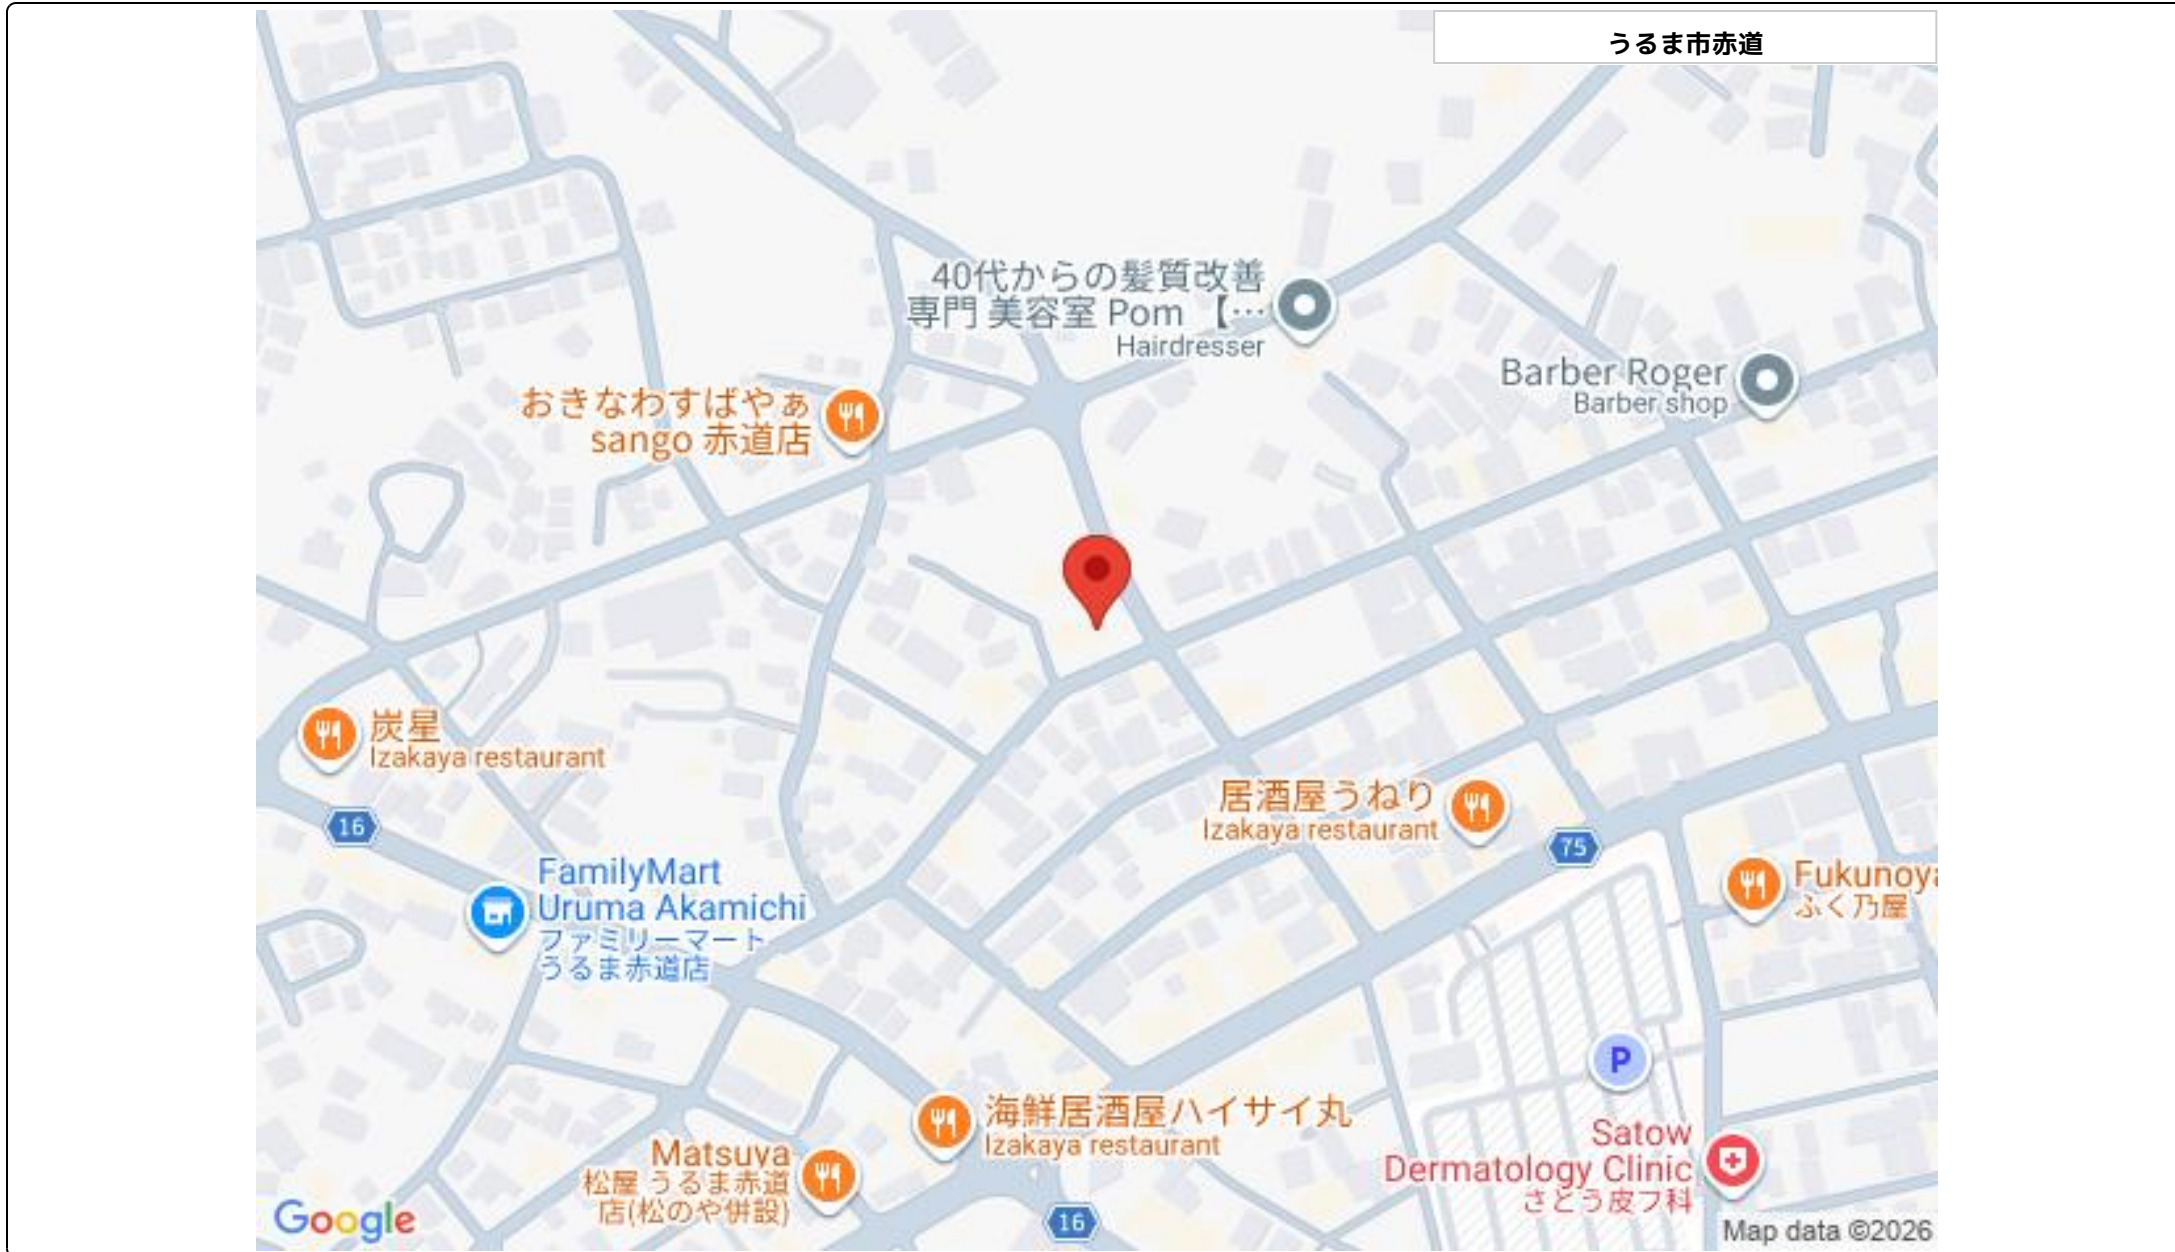 うるま市赤道
40代からの髪質改善
専門 美容室 Pom 【…
Hairdresser
Barber Roger
Barber shop
おきなわすばやぁ
sango 赤道店
炭星
Izakaya restaurant
16
居酒屋うねり
Izakaya restaurant
75
FamilyMart
Uruma Akamichi
ファミリーマート
うるま赤道店
Fukunoya
ふく乃屋
P
海鮮居酒屋ハイサイ丸
Izakaya restaurant
Matsuya
松屋 うるま赤道
店(松のや併設)
Satow
Dermatology Clinic
さとう皮フ科
16
Google
Map data ©2026